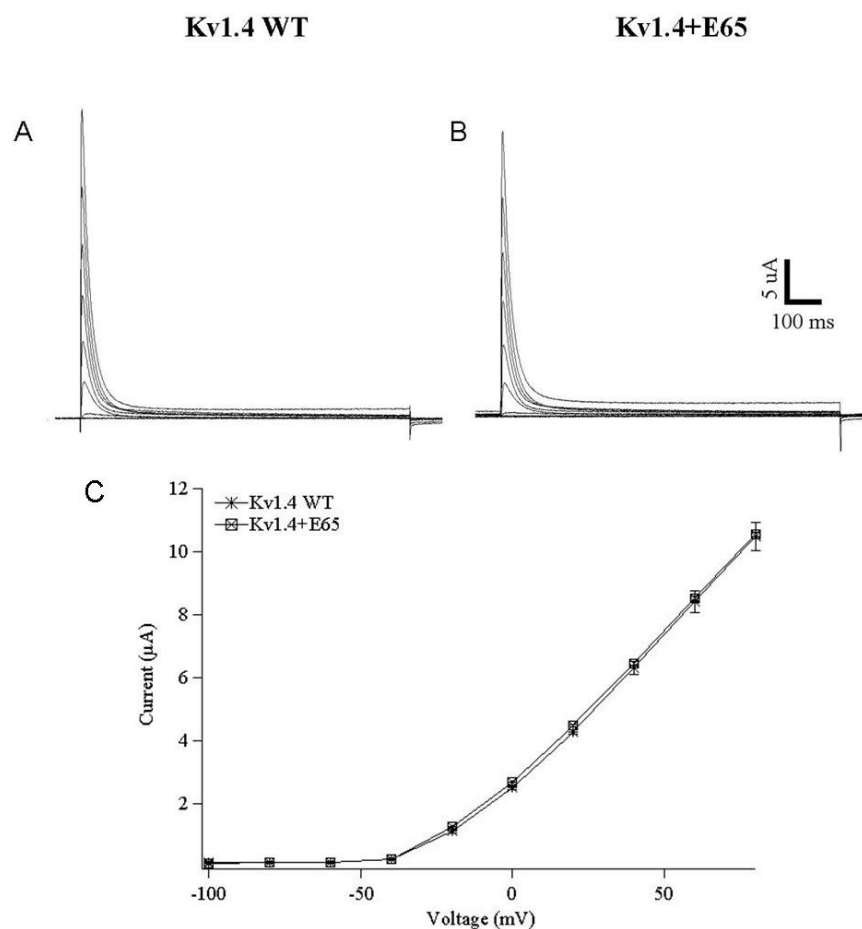 Kv1.4 WT
Kv1.4+E65
A
B
5 uA
100 ms
C
Kv1.4 WT
Kv1.4+E65
12
10
8
6
4
2
Current (µA)
-100
-50
0
50
Voltage (mV)